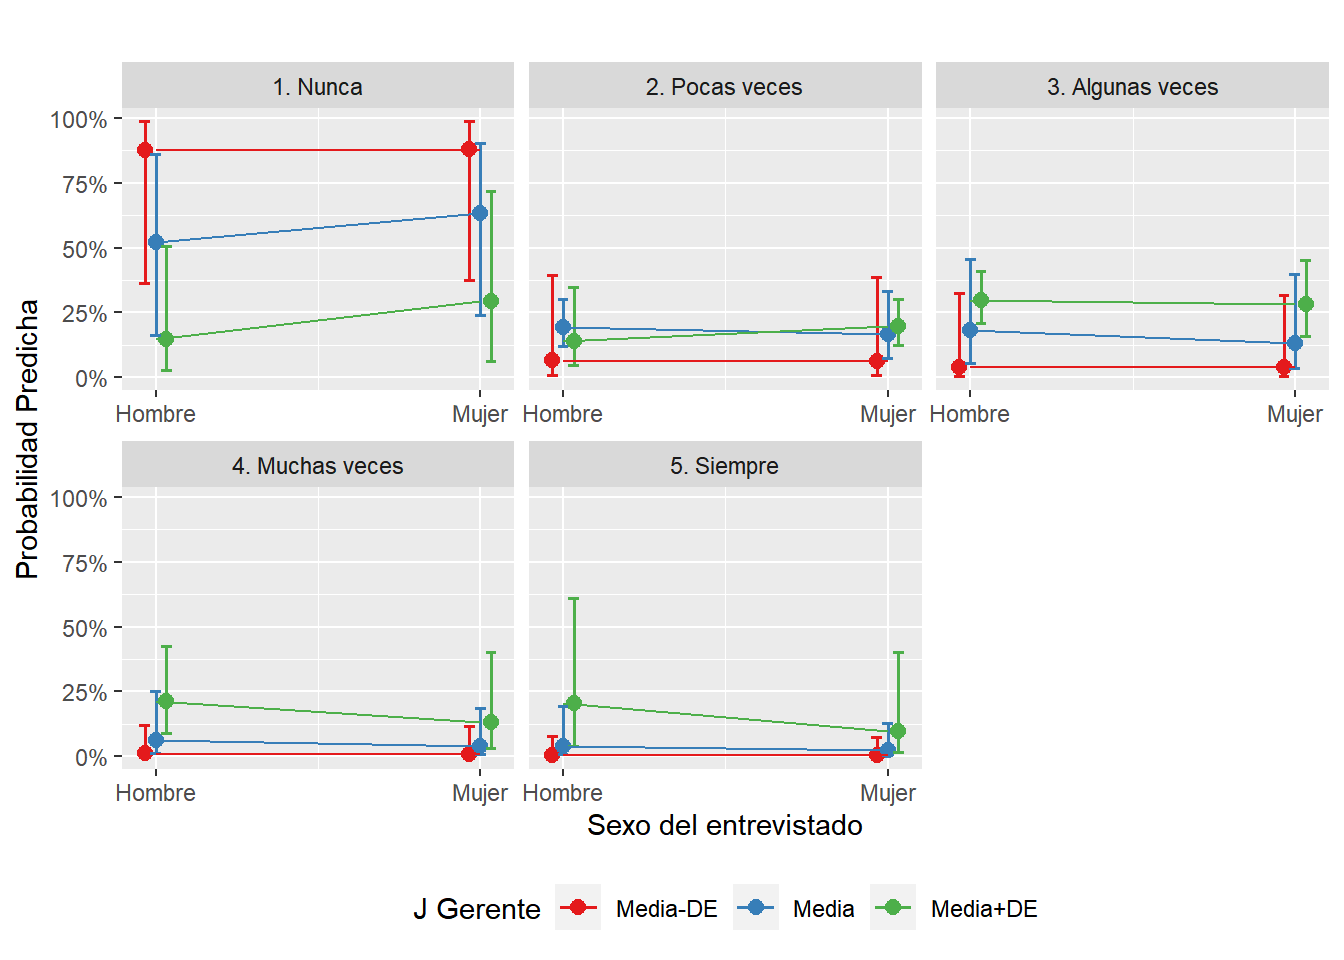 1. Nunca
2. Pocas veces
3. Algunas veces
100%
75%
50%
25%
0%
Hombre
Mujer
Hombre
Mujer
Hombre
Mujer
4. Muchas veces
5. Siempre
100%
75%
50%
25%
0%
Hombre
Mujer
Hombre
Mujer
Probabilidad Predicha
Sexo del entrevistado
J Gerente
Media-DE
Media
Media+DE